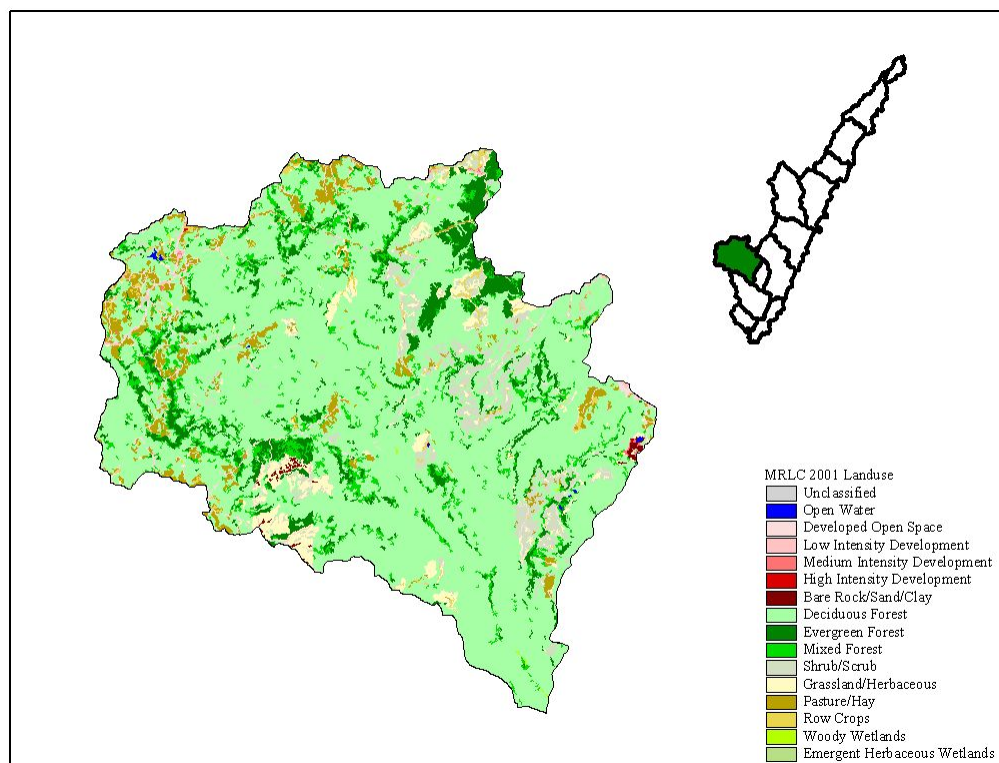 MRLC 2001 Landuse
Unclassified
Open Water
Developed Open Space
Low Intensity Development
Medium Intensity Development
High Intensity Development
Bare Rock/Sand/Clay
Deciduous Forest
Evergreen Forest
Mixed Forest
Shrub/Scrub
Grassland/Herbaceous
Pasture/Hay
Row Crops
Woody Wetlands
Emergent Herbaceous Wetlands